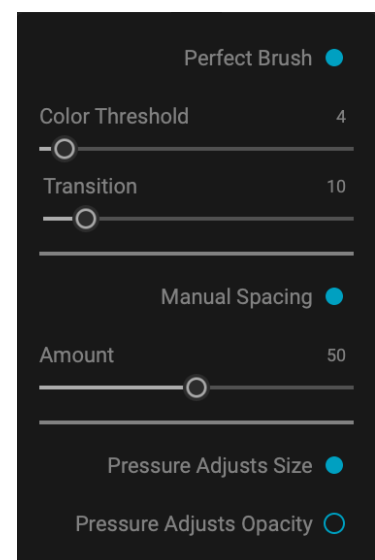 Perfect Brush
Color Threshold 4
Transition 10
Manual Spacing
Amount 50
Pressure Adjusts Size
Pressure Adjusts Opacity